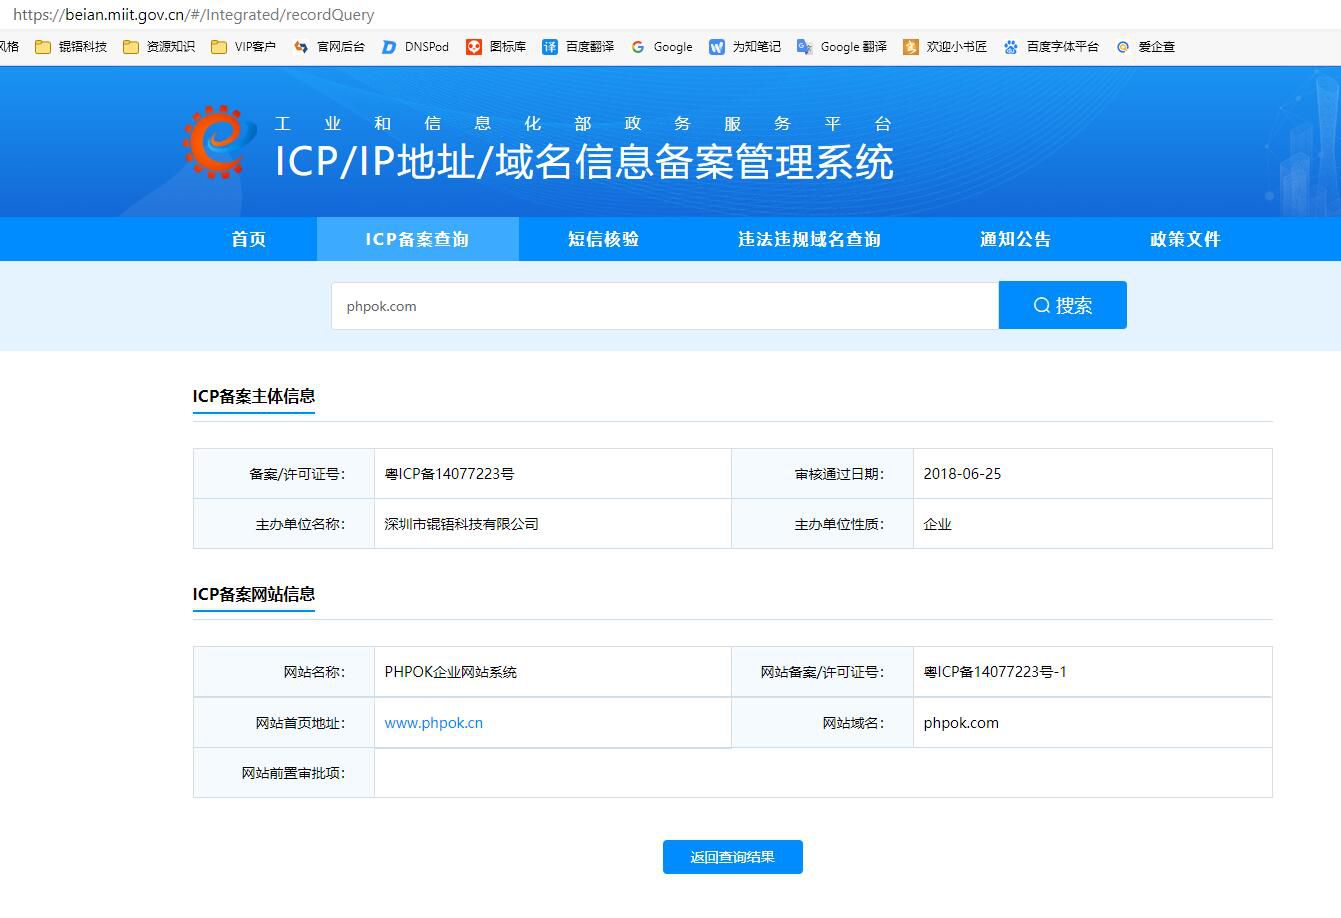 https://beian.miit.gov.cn/#/Integrated/recordQuery
风格 锟铻科技 资源知识 VIP客户 官网后台 DNSPod 图标库 百度翻译 Google 为知笔记 Google 翻译 欢迎小书匠 百度字体平台 爱企查
工业和信息化部政务服务平台
ICP/IP地址/域名信息备案管理系统
首页 ICP备案查询 短信核验 违法违规域名查询 通知公告 政策文件
phpok.com 搜索
ICP备案主体信息
备案/许可证号： 粤ICP备14077223号 审核通过日期： 2018-06-25
主办单位名称： 深圳市锟铻科技有限公司 主办单位性质： 企业
ICP备案网站信息
网站名称： PHPOK企业网站系统 网站备案/许可证号： 粤ICP备14077223号-1
网站首页地址： www.phpok.cn 网站域名： phpok.com
网站前置审批项：
返回查询结果